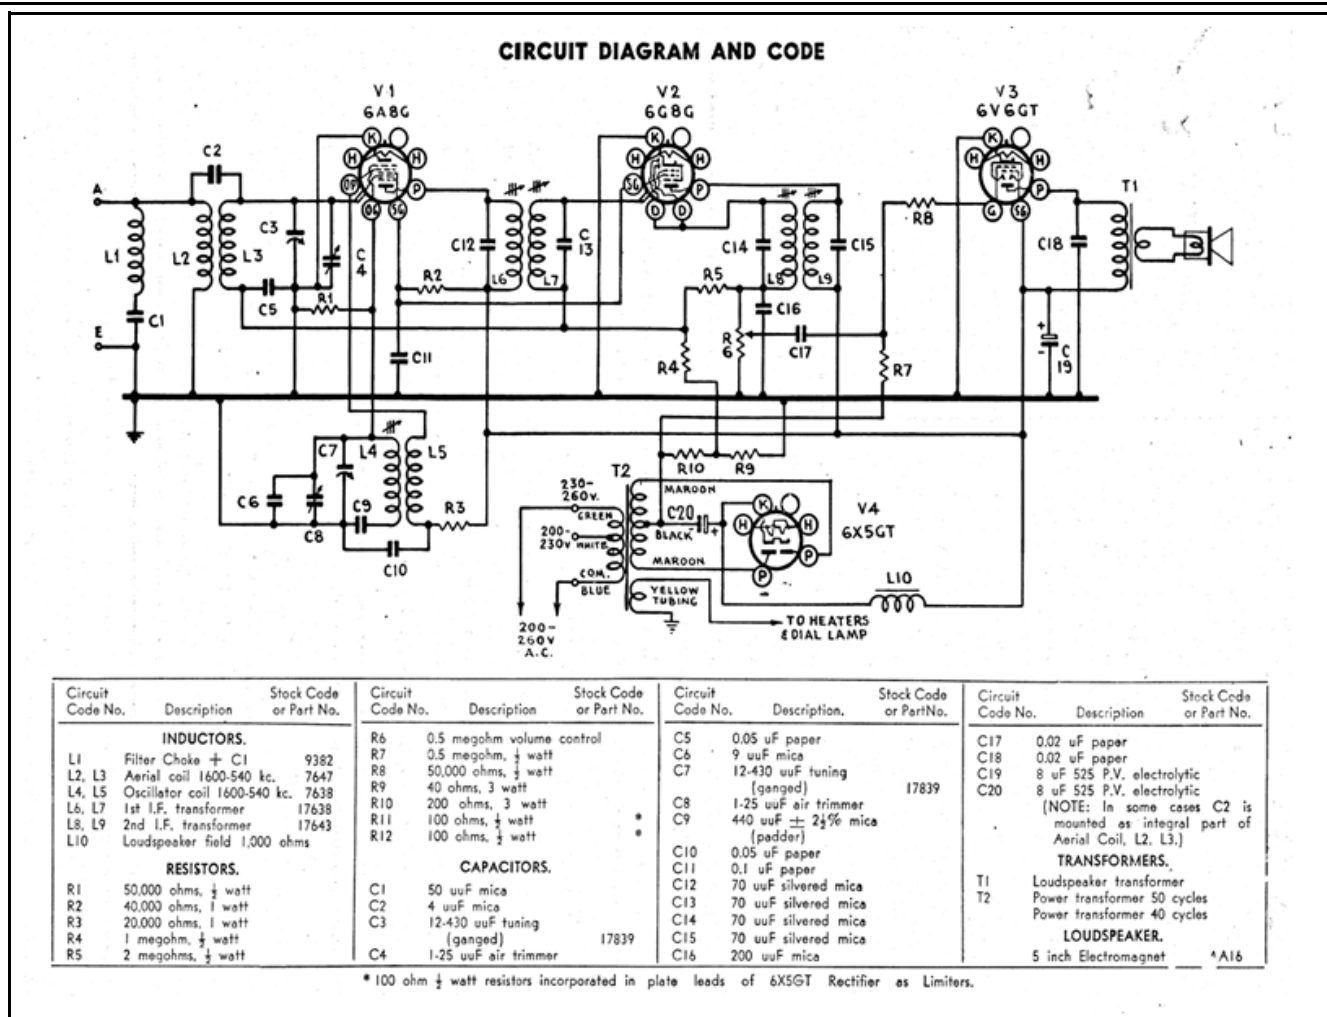 CIRCUIT DIAGRAM AND CODE
V1
6A8G
V2
6G8G
V3
6V6GT
K
H
H
OP
P
OG
SG
K
H
H
SG
P
D
D
K
H
H
P
G
SG
A
C2
L1
L2
L3
C3
C4
C5
R1
C1
E
C12
L6
L7
C13
R2
C11
C14
L8
L9
C15
R5
C16
R6
C17
R4
R7
R8
C18
T1
+
-
C19
C7
L4
L5
C6
C8
C9
R3
C10
T2
R10
R9
230-
260V.
GREEN
200-
230V WHITE
COM.
BLUE
200-
260V
A.C.
MAROON
C20
BLACK
-
+
MAROON
YELLOW
TUBING
K
H
H
P
P
V4
6X5GT
L10
TO HEATERS
& DIAL LAMP
Circuit Code No. Description Stock Code or Part No.
INDUCTORS.
L1 Filter Choke + C1 9382
L2, L3 Aerial coil 1600-540 kc. 7647
L4, L5 Oscillator coil 1600-540 kc. 7638
L6, L7 1st I.F. transformer 17638
L8, L9 2nd I.F. transformer 17643
L10 Loudspeaker field 1,000 ohms
RESISTORS.
R1 50,000 ohms, ½ watt
R2 40,000 ohms, 1 watt
R3 20,000 ohms, 1 watt
R4 1 megohm, ½ watt
R5 2 megohms, ½ watt
Circuit Code No. Description Stock Code or Part No.
R6 0.5 megohm volume control
R7 0.5 megohm, ½ watt
R8 50,000 ohms, ½ watt
R9 40 ohms, 3 watt
R10 200 ohms, 3 watt
R11 100 ohms, ½ watt *
R12 100 ohms, ½ watt *
CAPACITORS.
C1 50 uuF mica
C2 4 uuF mica
C3 12-430 uuF tuning
(ganged) 17839
C4 1-25 uuF air trimmer
Circuit Code No. Description. Stock Code or PartNo.
C5 0.05 uF paper
C6 9 uuF mica
C7 12-430 uuF tuning
(ganged) 17839
C8 1-25 uuF air trimmer
C9 440 uuF ± 2½% mica
(padder)
C10 0.05 uF paper
C11 0.1 uF paper
C12 70 uuF silvered mica
C13 70 uuF silvered mica
C14 70 uuF silvered mica
C15 70 uuF silvered mica
C16 200 uuF mica
Circuit Code No. Description Stock Code or Part No.
C17 0.02 uF paper
C18 0.02 uF paper
C19 8 uF 525 P.V. electrolytic
C20 8 uF 525 P.V. electrolytic
(NOTE: In some cases C2 is
mounted as integral part of
Aerial Coil, L2, L3.)
TRANSFORMERS.
T1 Loudspeaker transformer
T2 Power transformer 50 cycles
Power transformer 40 cycles
LOUDSPEAKER.
5 inch Electromagnet *A16
* 100 ohm ½ watt resistors incorporated in plate leads of 6X5GT Rectifier as Limiters.